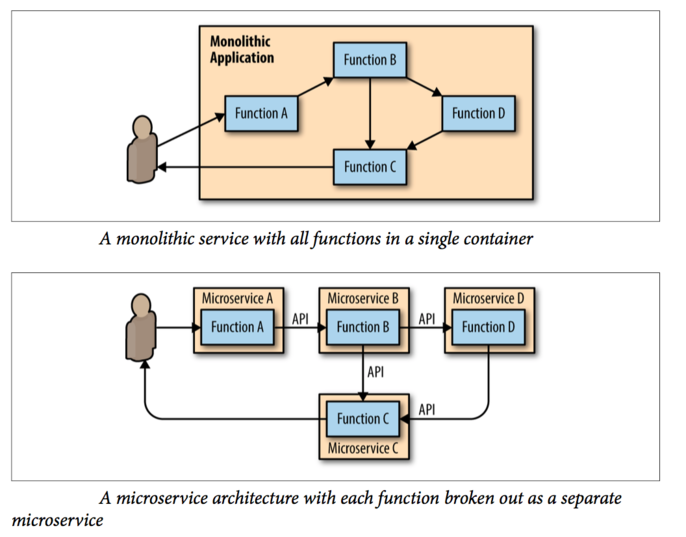 Monolithic
Application
Function B
Function A
Function D
Function C
A monolithic service with all functions in a single container
Microservice A
Microservice B
Microservice D
Function A
API
Function B
API
Function D
API
Function C
API
Microservice C
A microservice architecture with each function broken out as a separate
microservice